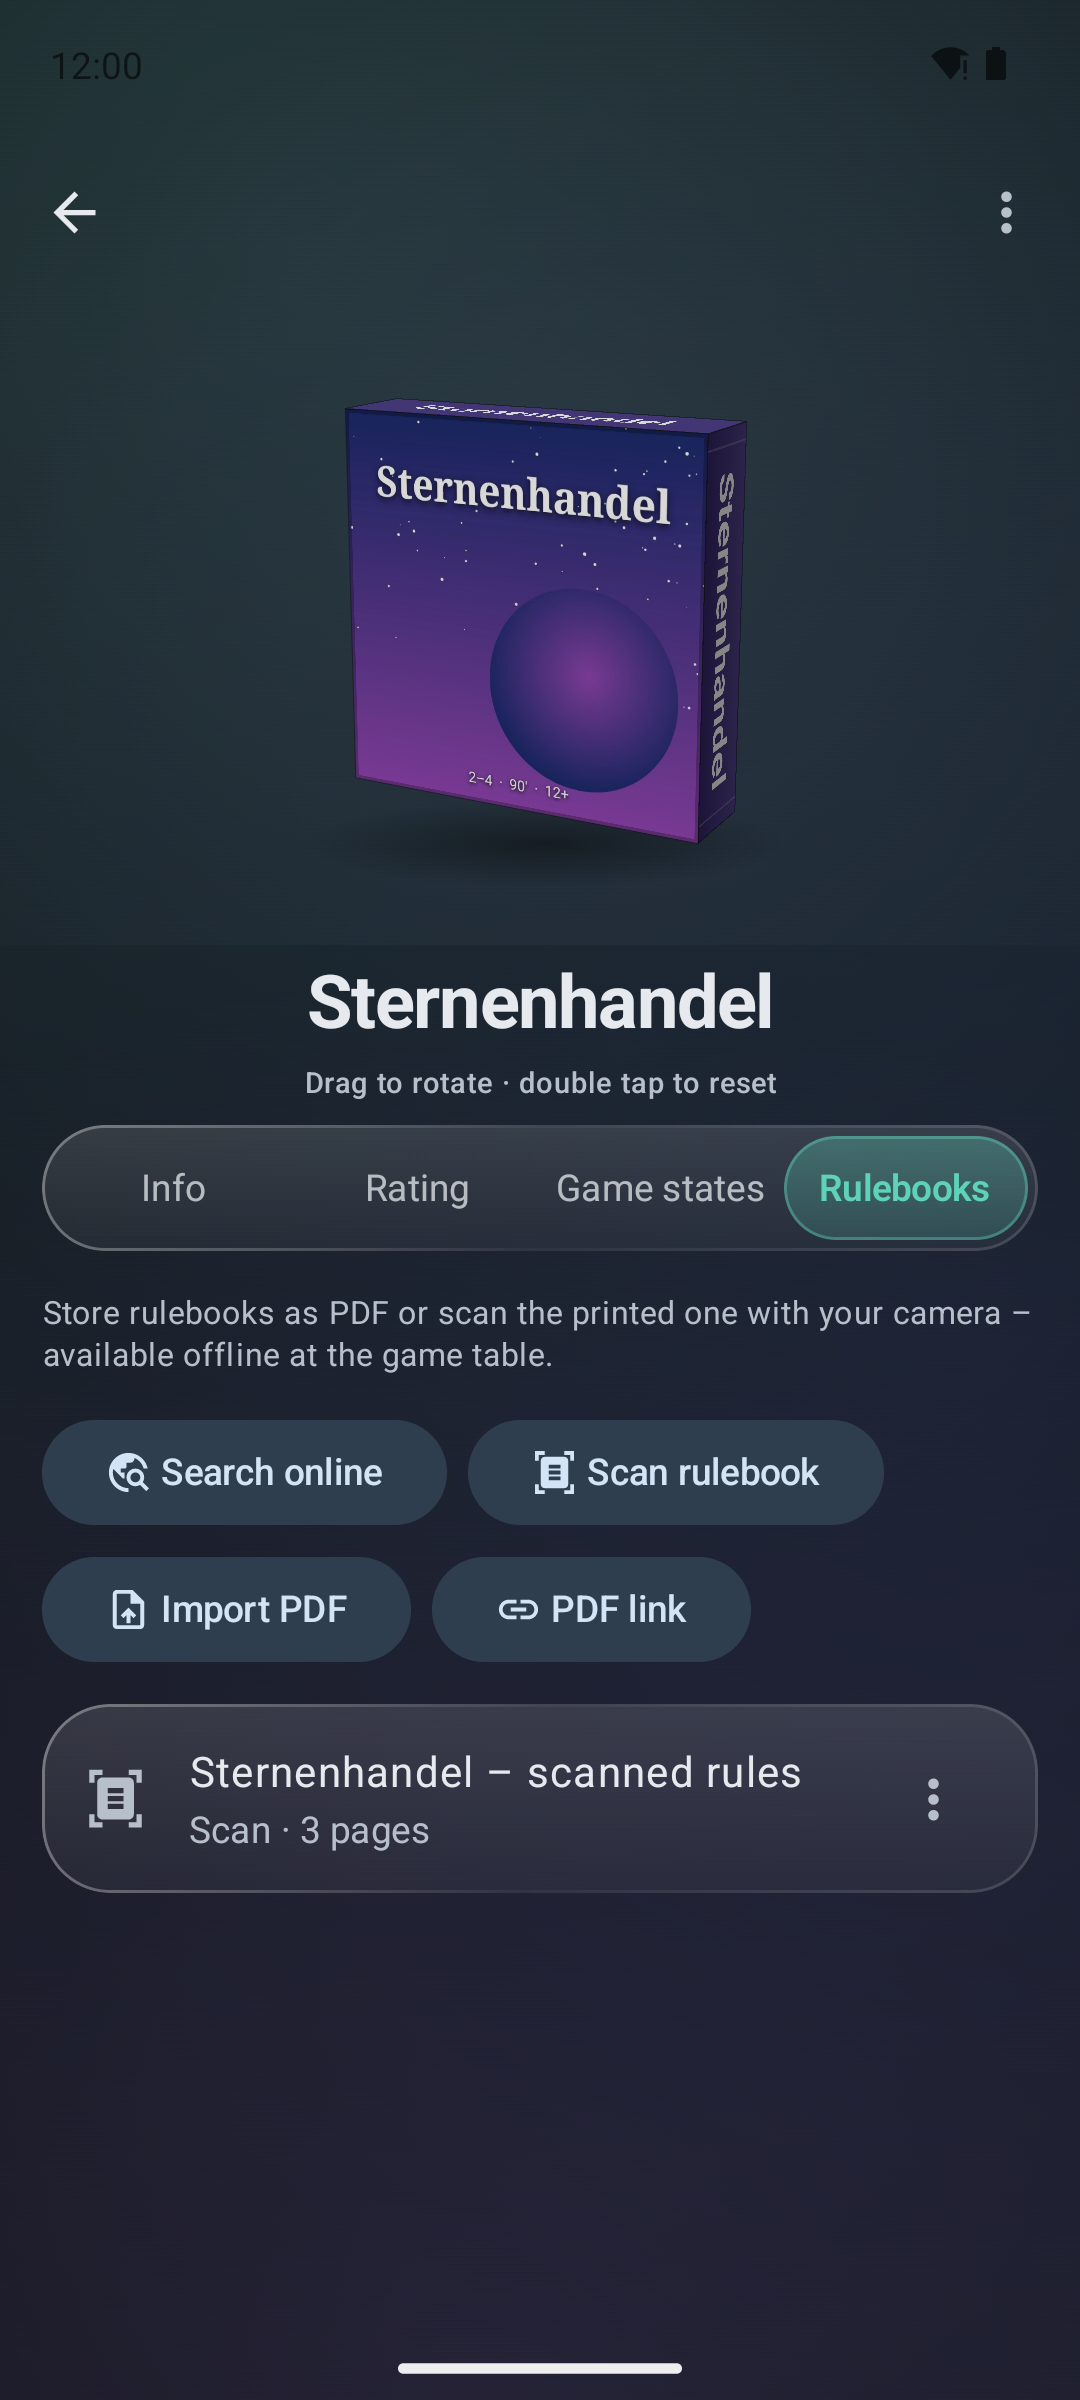 12:00
Sternenhandel
Sternenhandel
Sternenhandel
2–4 · 90' · 12+
Sternenhandel
Drag to rotate · double tap to reset
Info
Rating
Game states
Rulebooks
Store rulebooks as PDF or scan the printed one with your camera –
available offline at the game table.
Search online
Scan rulebook
Import PDF
PDF link
Sternenhandel – scanned rules
Scan · 3 pages